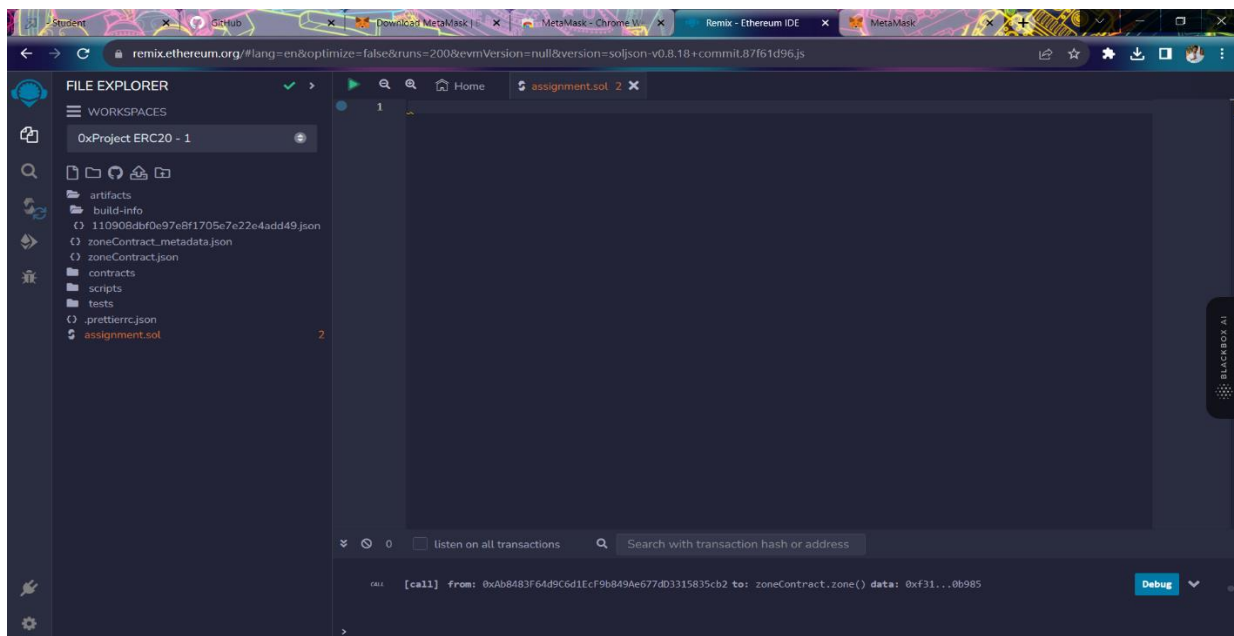 Student
GitHub
Download MetaMask |
MetaMask - Chrome W
Remix - Ethereum IDE
MetaMask
remix.ethereum.org/#lang=en&optimize=false&runs=200&evmVersion=null&version=soljson-v0.8.18+commit.87f61d96.js
FILE EXPLORER
Home
assignment.sol 2
WORKSPACES
1
0xProject ERC20 - 1
artifacts
build-info
110908dbf0e97e8f1705e7e22e4add49.json
zoneContract_metadata.json
zoneContract.json
contracts
scripts
tests
.prettierrc.json
assignment.sol 2
BLACKBOX AI
0 listen on all transactions Search with transaction hash or address
CALL [call] from: 0xAb8483F64d9C6d1EcF9b849Ae677dD3315835cb2 to: zoneContract.zone() data: 0xf31...0b985 Debug
>